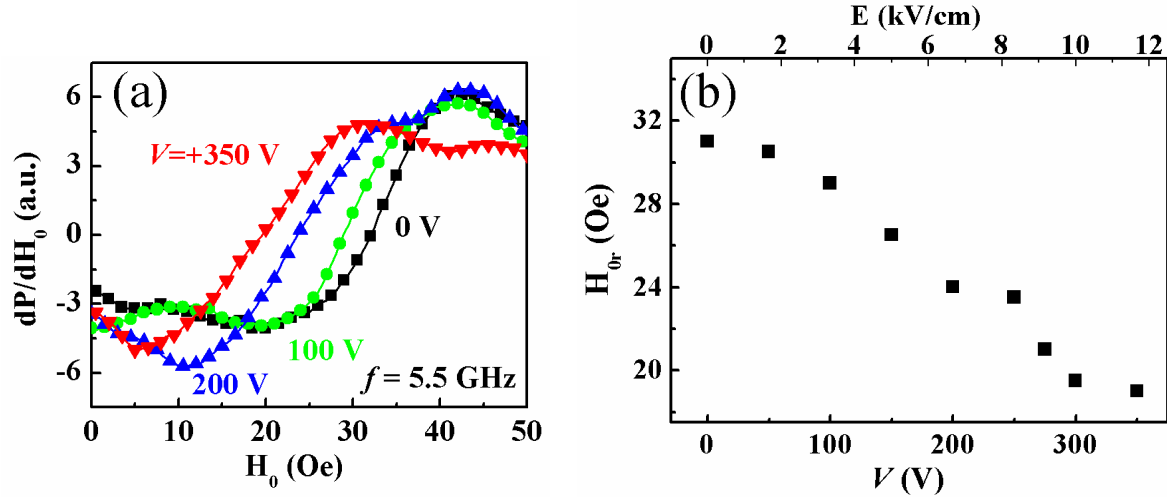 (a)
6
3
0
-3
-6
dP/dH₀ (a.u.)
V=+350 V
0 V
100 V
200 V
f = 5.5 GHz
0 10 20 30 40 50
H₀ (Oe)
E (kV/cm)
0 2 4 6 8 10 12
(b)
32
28
24
20
H₀ᵣ (Oe)
0 100 200 300
V (V)